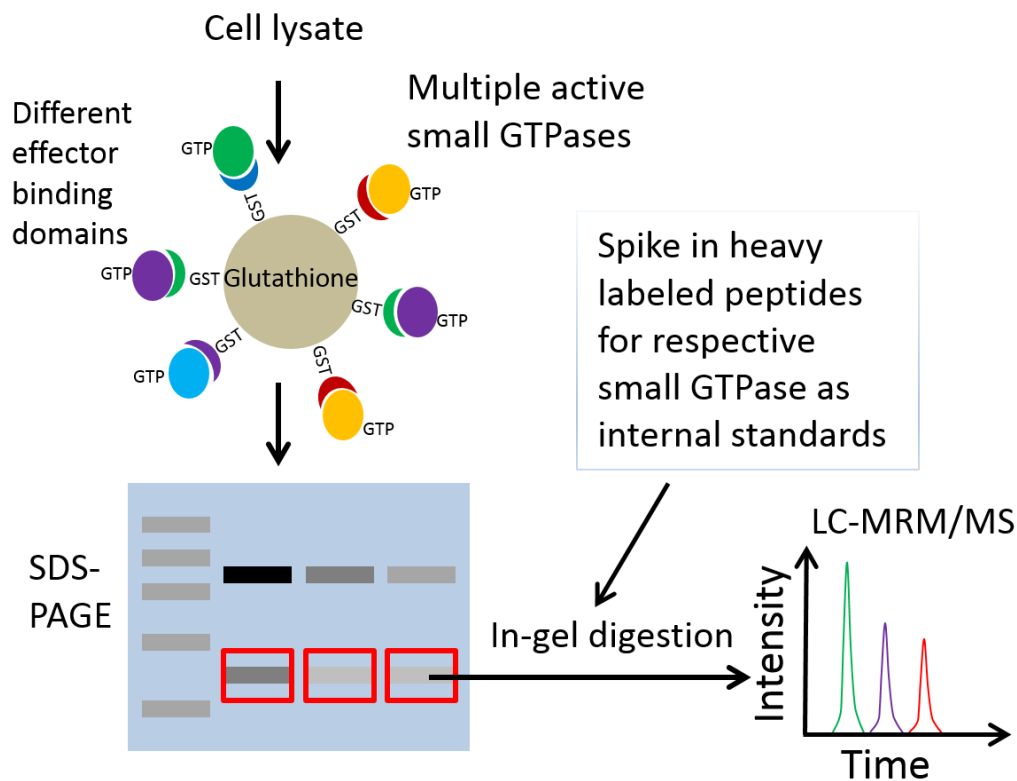 Cell lysate
Different
effector
binding
domains
Multiple active
small GTPases
GTP
GST
GST
GTP
GTP
GST
Glutathione
GST
GTP
GTP
GST
GST
GTP
Spike in heavy
labeled peptides
for respective
small GTPase as
internal standards
SDS-
PAGE
In-gel digestion
LC-MRM/MS
Intensity
Time